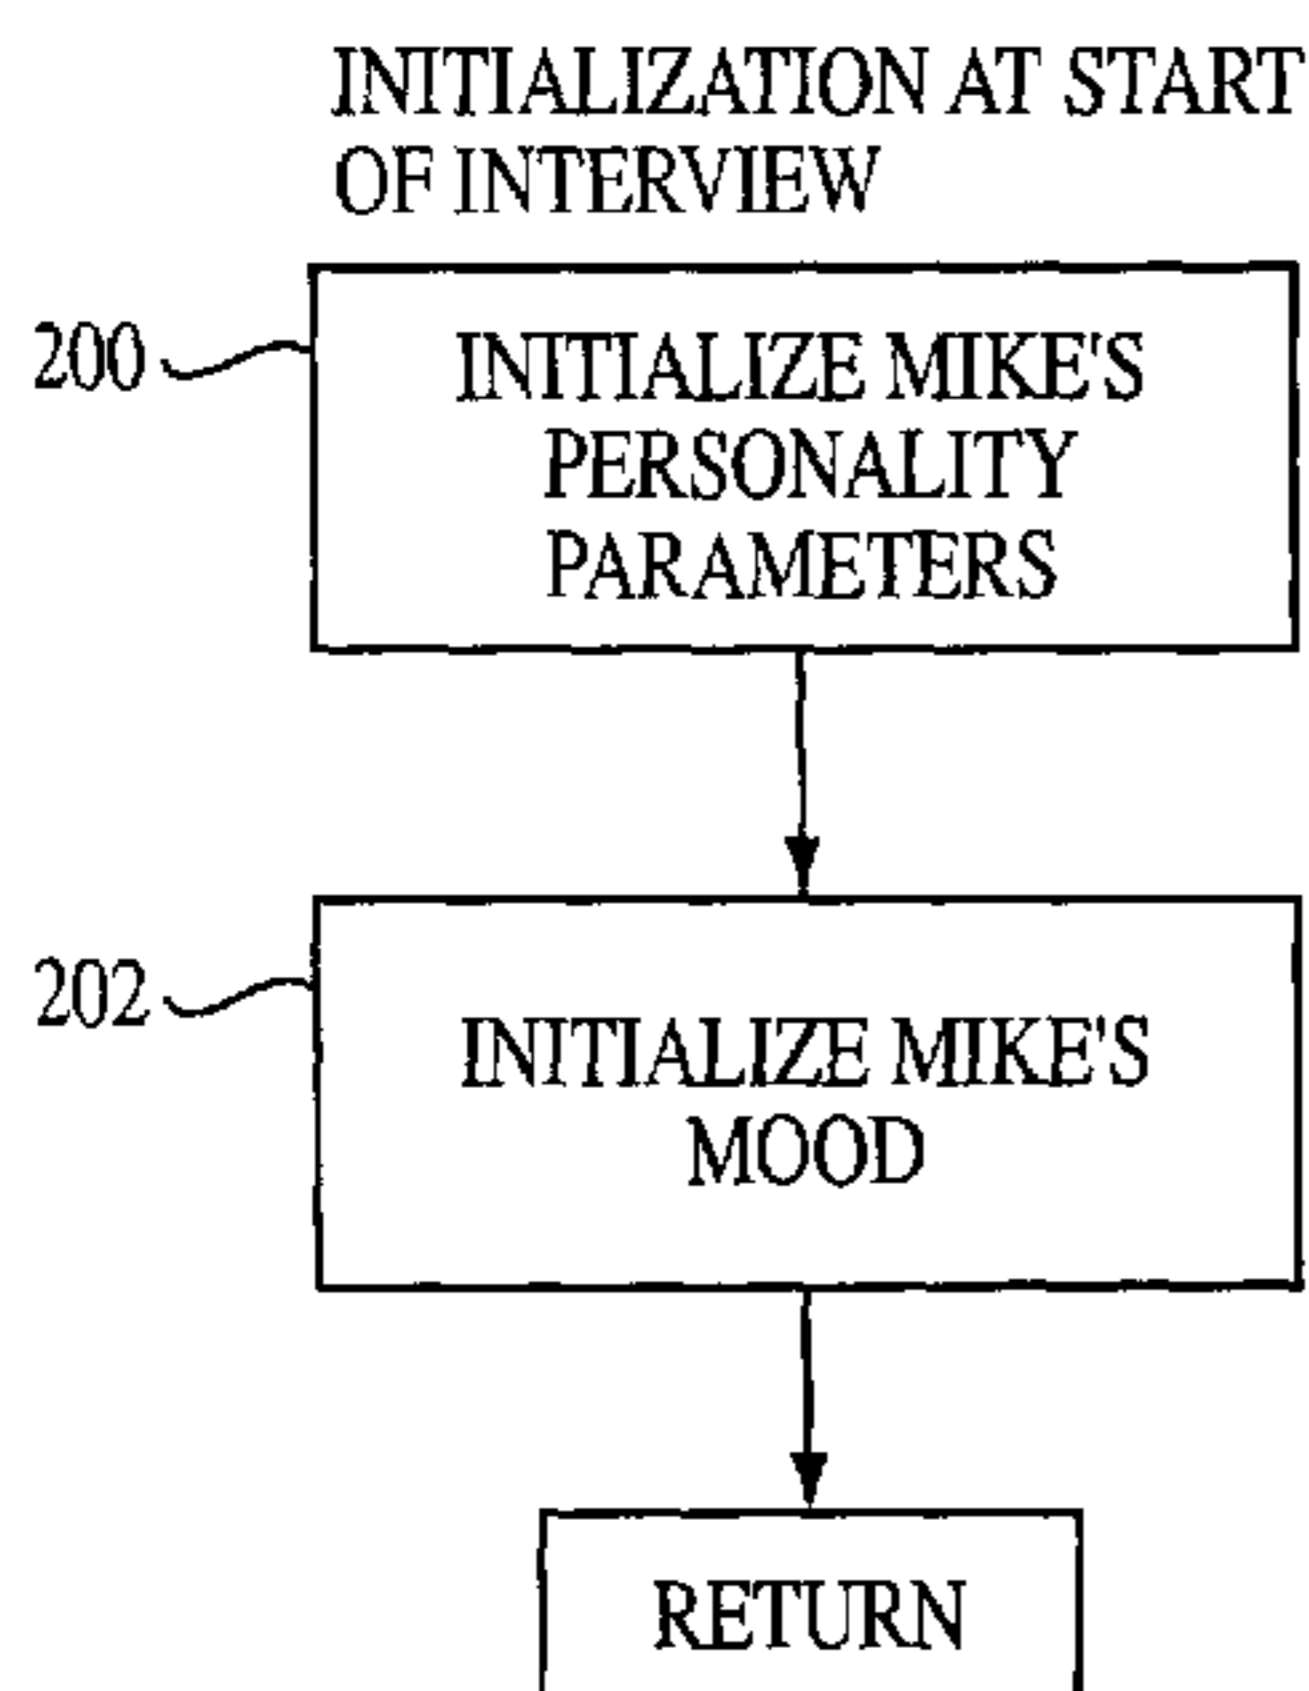 INITIALIZATION AT START
OF INTERVIEW
200
INITIALIZE MIKE'S
PERSONALITY
PARAMETERS
202
INITIALIZE MIKE'S
MOOD
RETURN